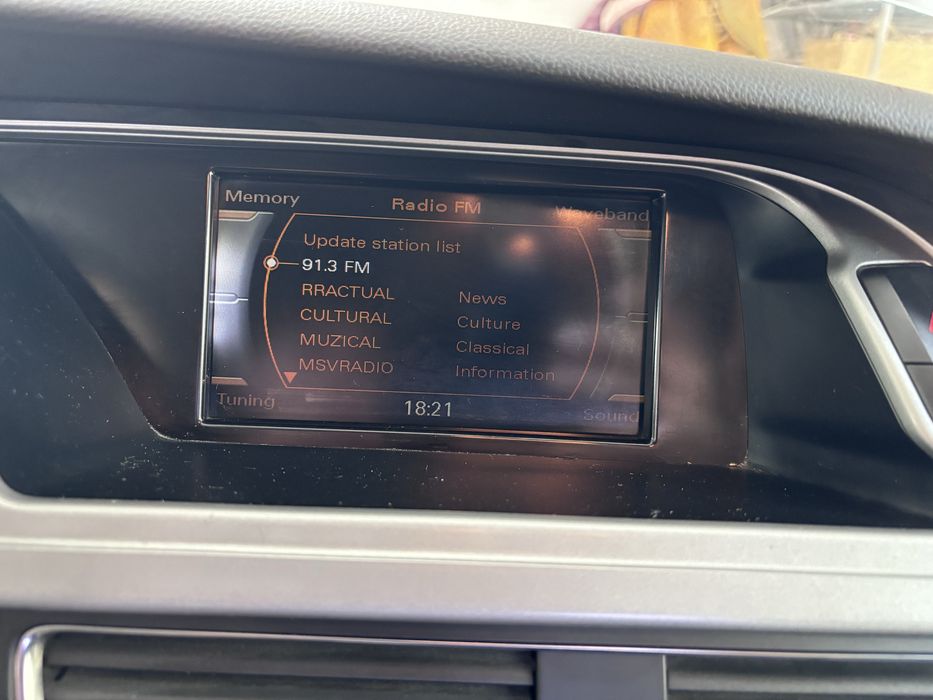 Memory Radio FM Waveband
Update station list
91.3 FM
RRACTUAL News
CULTURAL Culture
MUZICAL Classical
MSVRADIO Information
Tuning 18:21 Sound